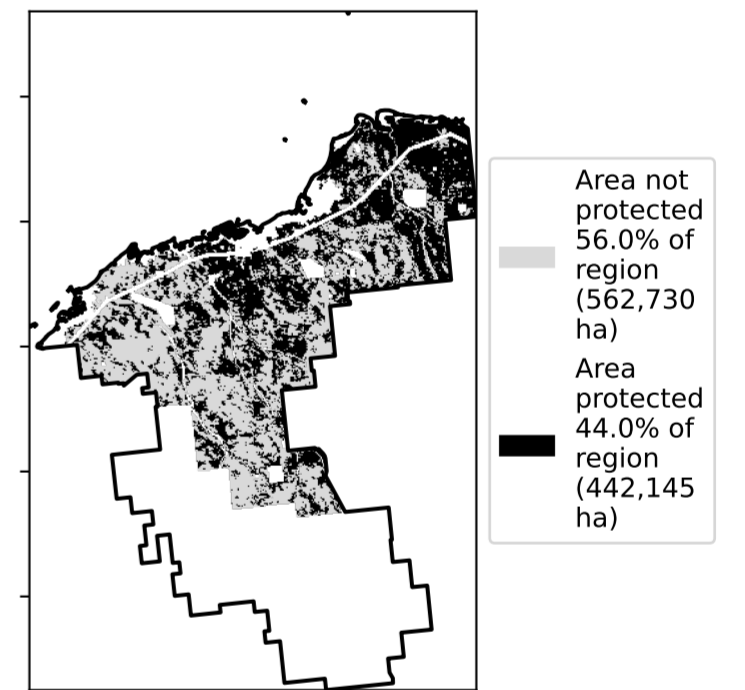 Area not
protected
56.0% of
region
(562,730
ha)
Area
protected
44.0% of
region
(442,145
ha)